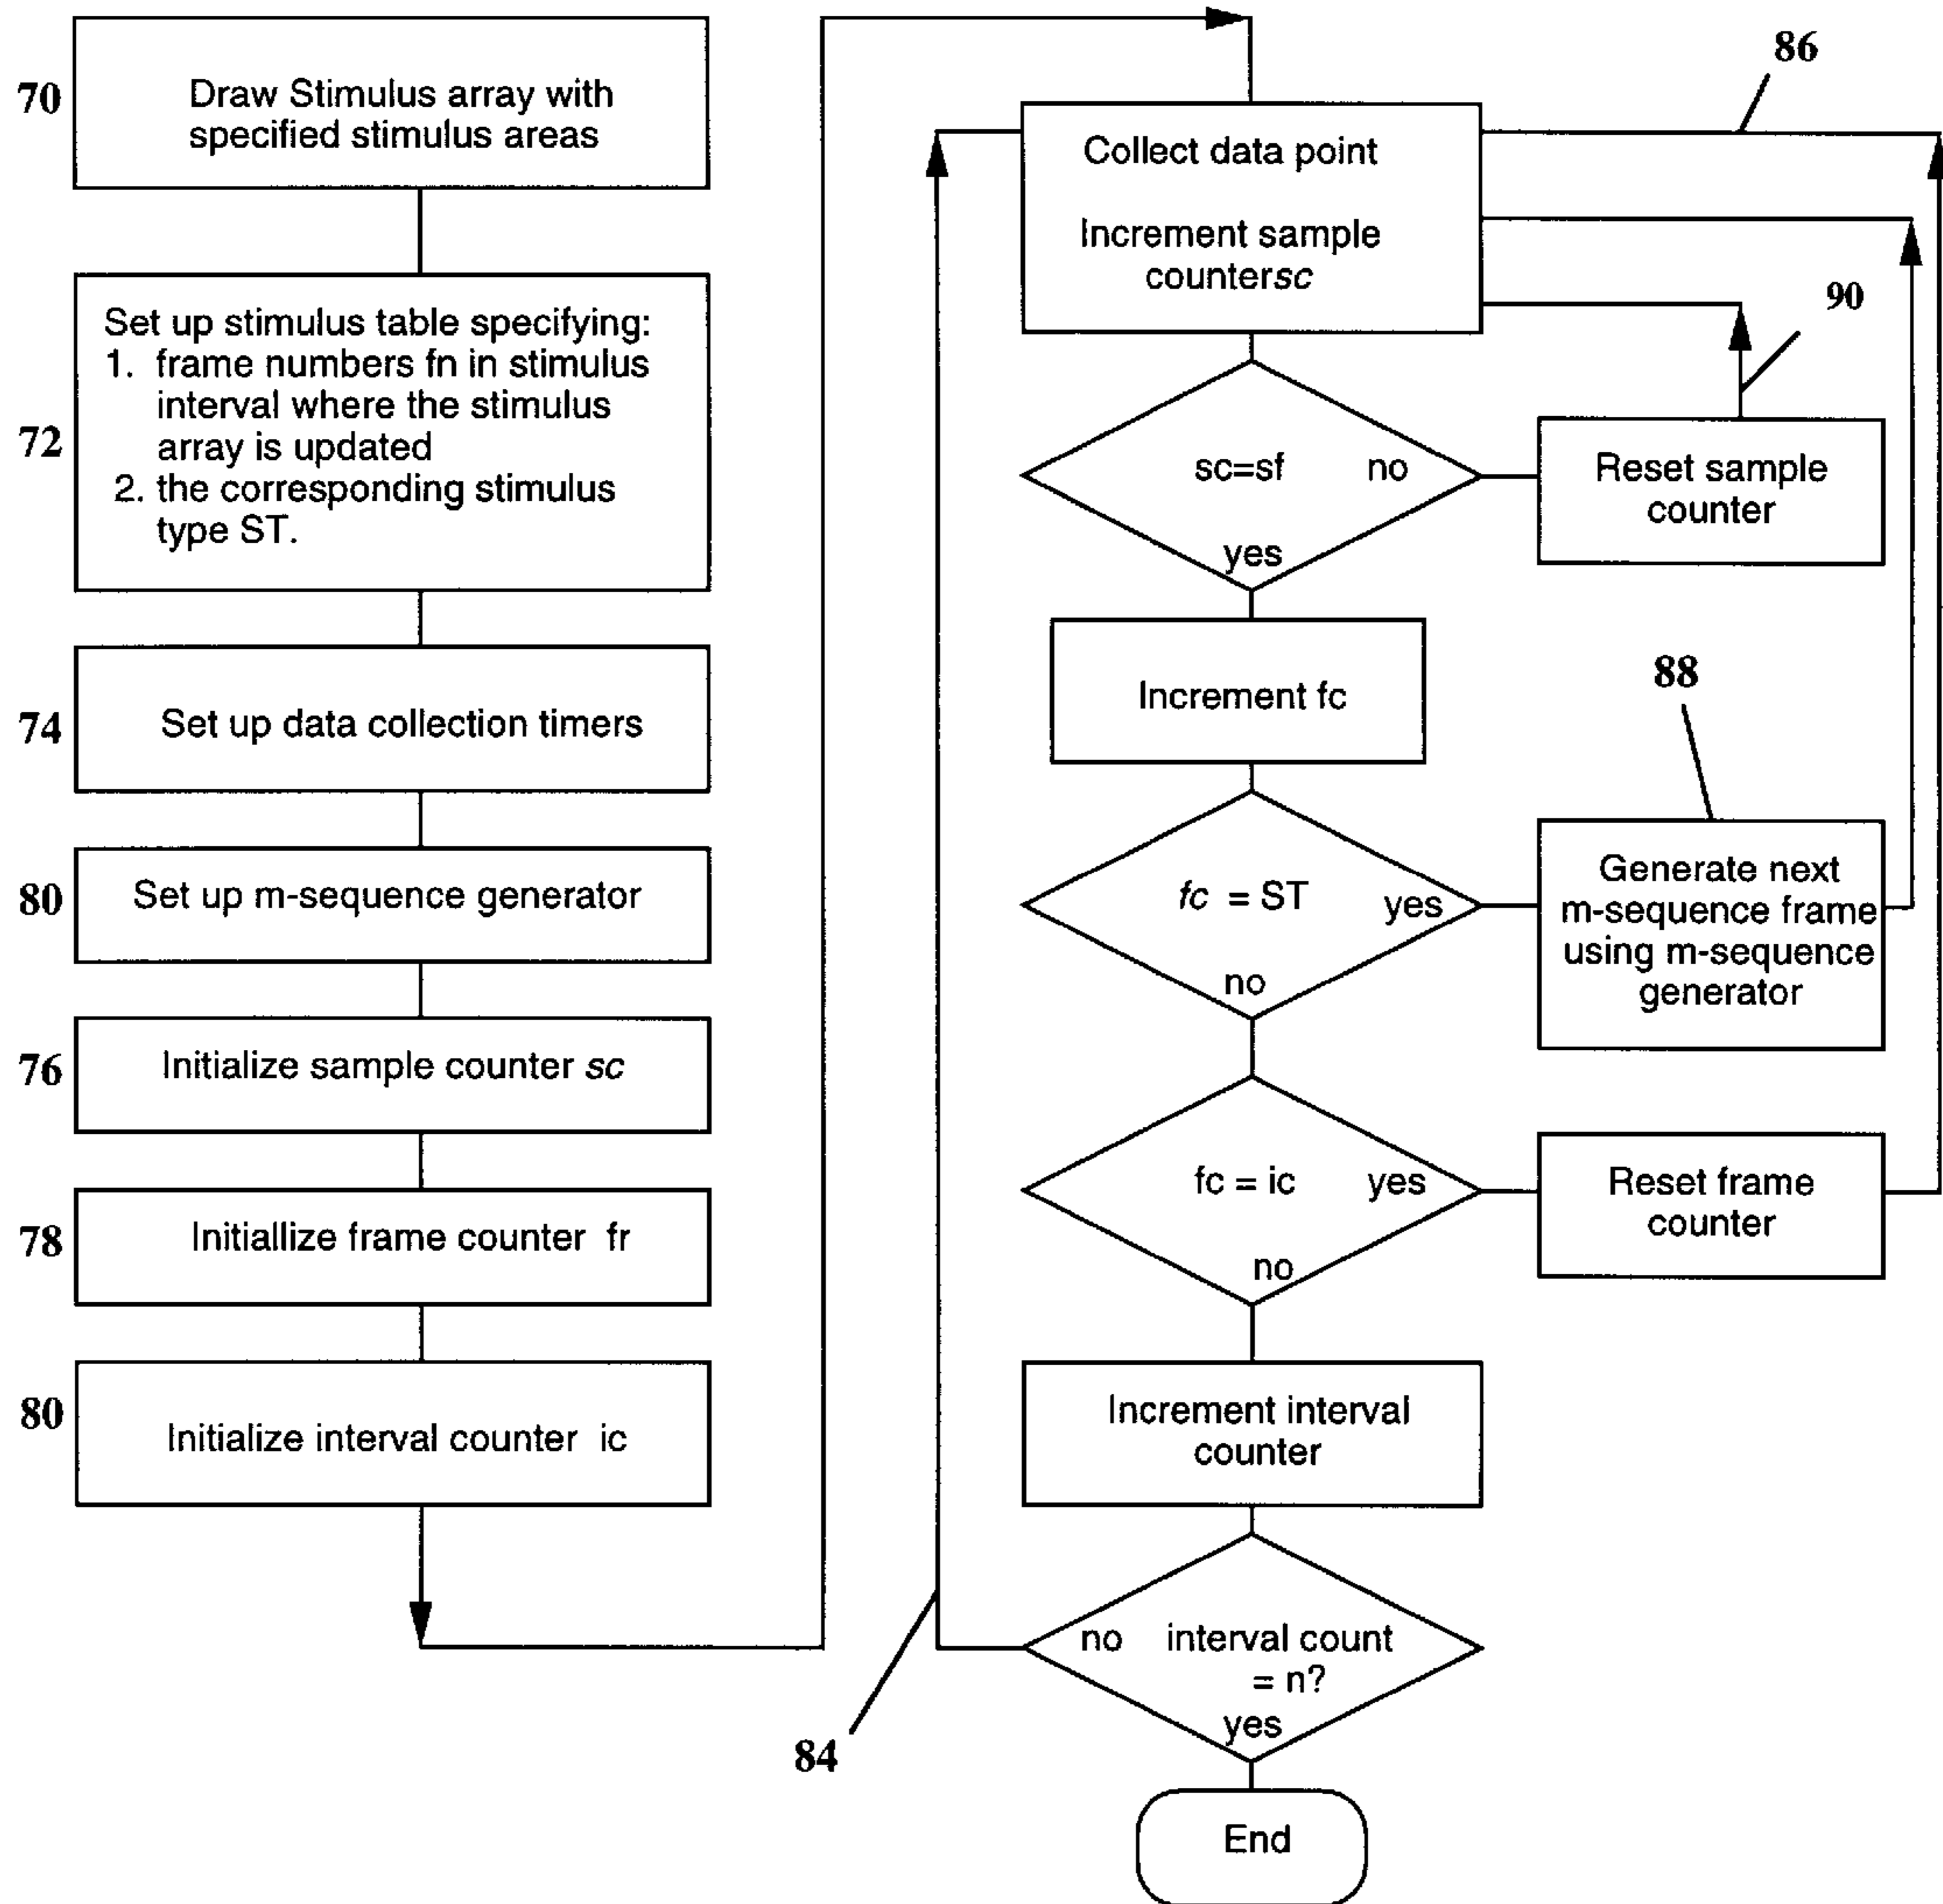 70
Draw Stimulus array with
specified stimulus areas
72
Set up stimulus table specifying:
1. frame numbers fn in stimulus
interval where the stimulus
array is updated
2. the corresponding stimulus
type ST.
74
Set up data collection timers
80
Set up m-sequence generator
76
Initialize sample counter sc
78
Initiallize frame counter fr
80
Initialize interval counter ic
86
Collect data point
Increment sample
countersc
90
sc=sf
no
yes
Reset sample
counter
Increment fc
88
fc = ST
yes
no
Generate next
m-sequence frame
using m-sequence
generator
fc = ic
yes
no
Reset frame
counter
Increment interval
counter
no
interval count
= n?
yes
84
End